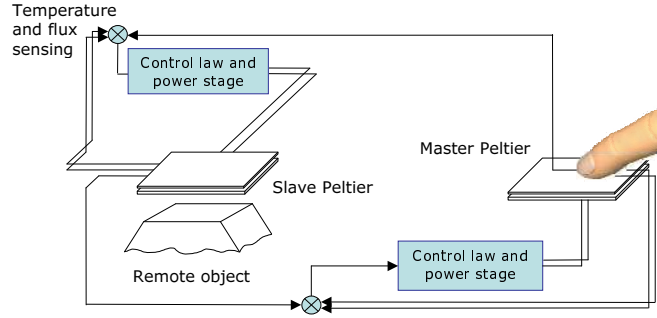 Temperature
and flux
sensing
Control law and
power stage
Master Peltier
Slave Peltier
Control law and
power stage
Remote object